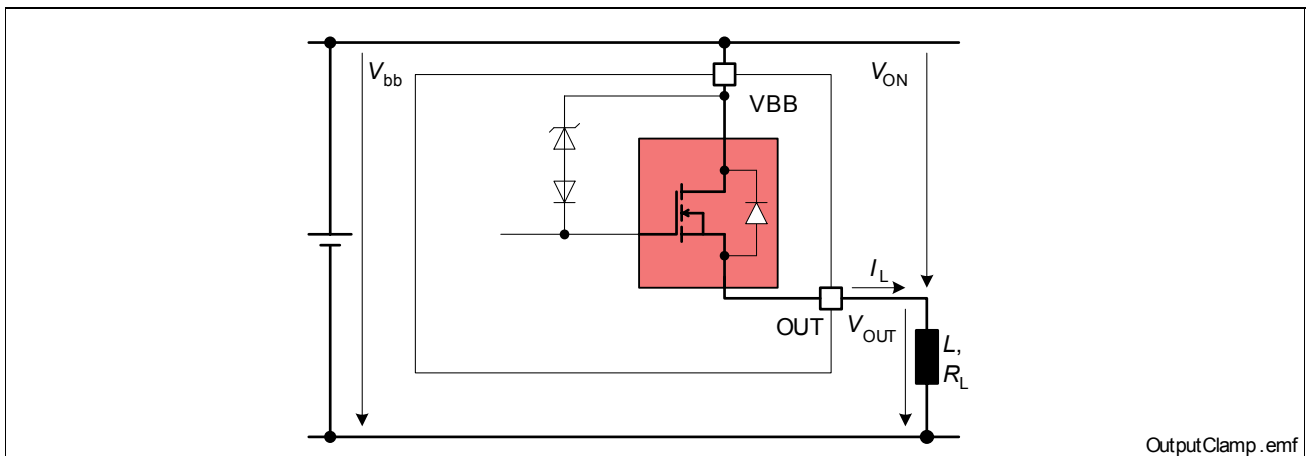 Vbb
VBB
VON
IL
OUT
VOUT
L,
RL
OutputClamp.emf